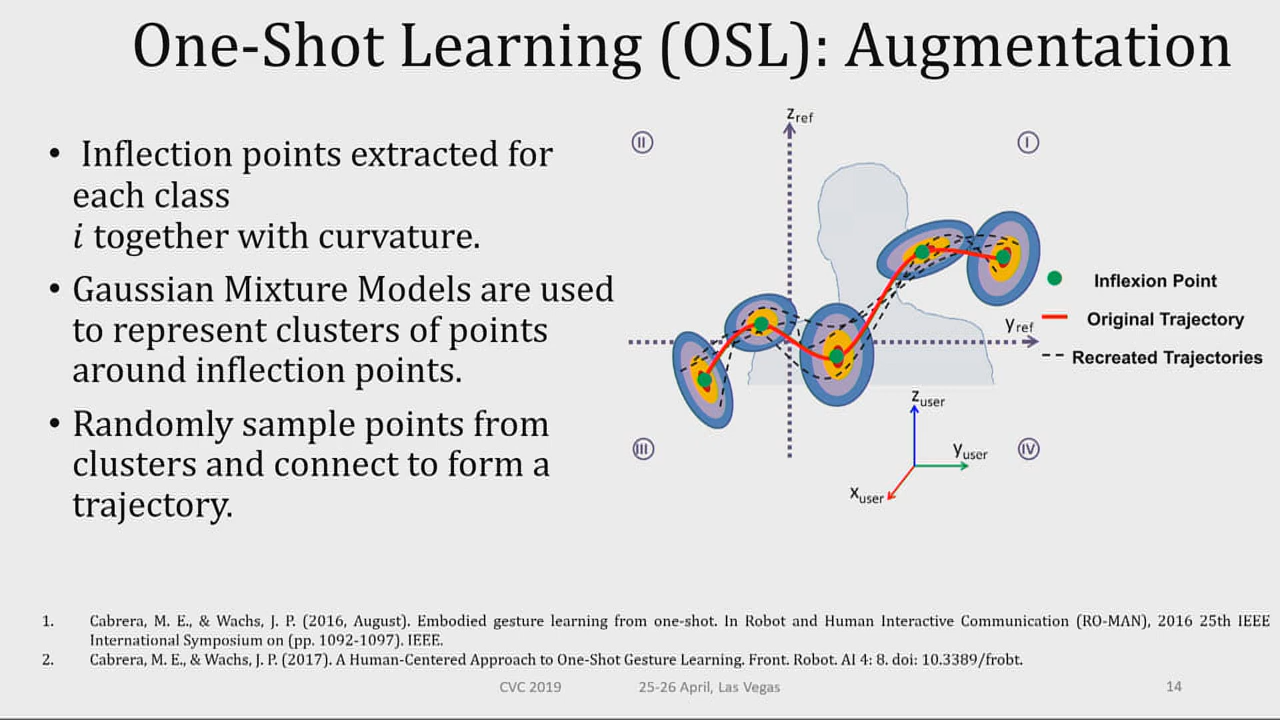 One-Shot Learning (OSL): Augmentation
• Inflection points extracted for
each class
i together with curvature.
• Gaussian Mixture Models are used
to represent clusters of points
around inflection points.
• Randomly sample points from
clusters and connect to form a
trajectory.
Zref
II
I
Inflexion Point
yref
Original Trajectory
Recreated Trajectories
Zuser
III
yuser
IV
xuser
1. Cabrera, M. E., & Wachs, J. P. (2016, August). Embodied gesture learning from one-shot. In Robot and Human Interactive Communication (RO-MAN), 2016 25th IEEE
International Symposium on (pp. 1092-1097). IEEE.
2. Cabrera, M. E., & Wachs, J. P. (2017). A Human-Centered Approach to One-Shot Gesture Learning. Front. Robot. AI 4: 8. doi: 10.3389/frobt.
CVC 2019 25-26 April, Las Vegas 14